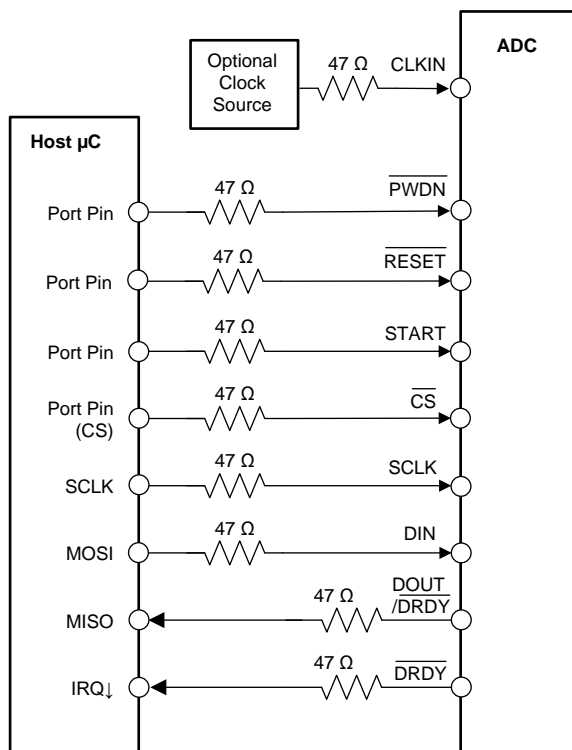 ADC
Optional
Clock
Source
47 Ω
CLKIN
Host µC
Port Pin
47 Ω
PWDN
Port Pin
47 Ω
RESET
Port Pin
47 Ω
START
Port Pin
(CS)
47 Ω
CS
SCLK
47 Ω
SCLK
MOSI
47 Ω
DIN
MISO
47 Ω
DOUT
/DRDY
IRQ↓
47 Ω
DRDY